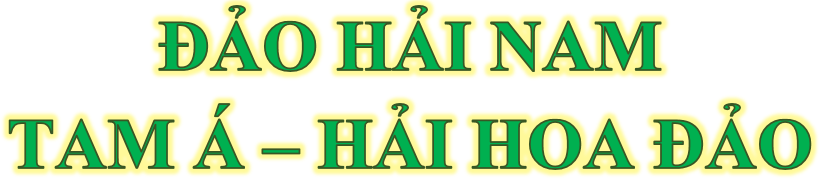 ĐẢO HẢI NAM
TAM Á – HẢI HOA ĐẢO